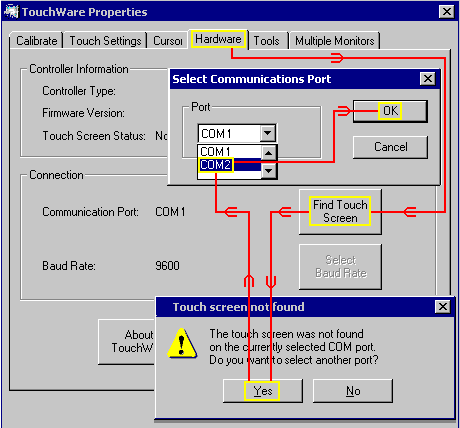 TouchWare Properties
Calibrate Touch Settings Cursor Hardware Tools Multiple Monitors
Controller Information
Controller Type:
Firmware Version:
Touch Screen Status: No
Select Communications Port
Port
COM1
COM1
COM2
OK
Cancel
Connection
Communication Port: COM1
Find Touch
Screen
Baud Rate: 9600
Select
Baud Rate
About
TouchW
Touch screen not found
The touch screen was not found
on the currently selected COM port.
Do you want to select another port?
Yes
No